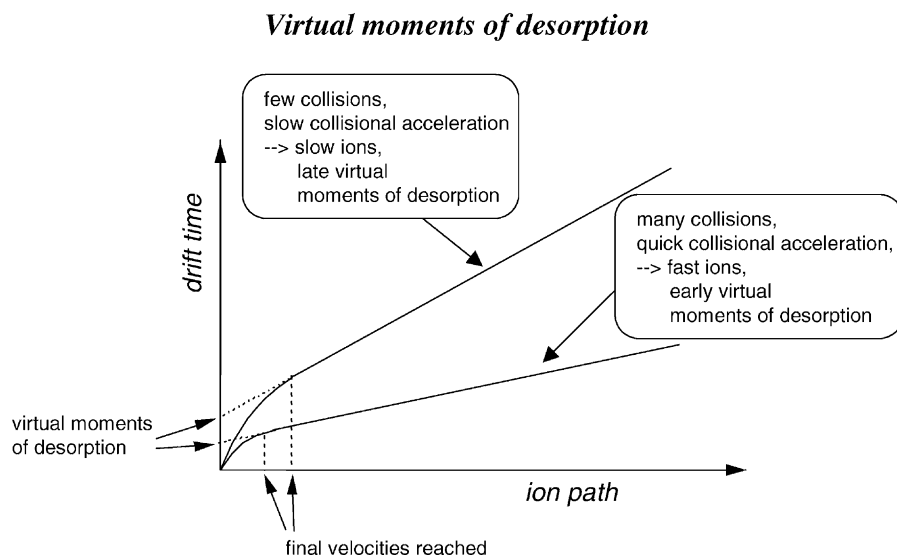 Virtual moments of desorption
few collisions,
slow collisional acceleration
--> slow ions,
late virtual
moments of desorption
many collisions,
quick collisional acceleration,
--> fast ions,
early virtual
moments of desorption
drift time
virtual moments
of desorption
ion path
final velocities reached